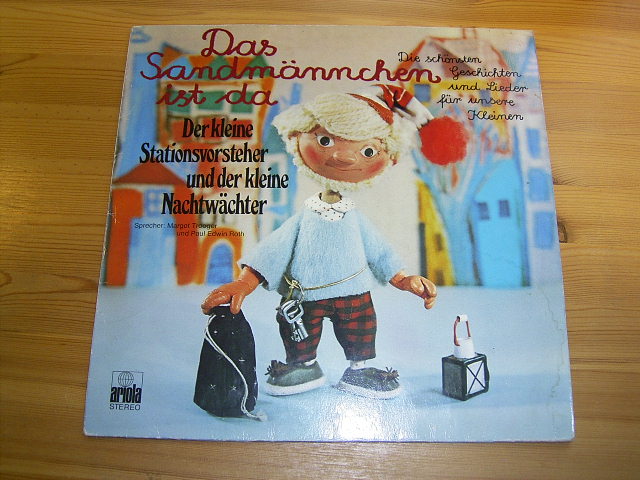 Das
Sandmännchen
ist da
Die schönsten
Geschichten
und Lieder
für unsere
Kleinen
Der kleine
Stationsvorsteher
und der kleine
Nachtwächter
Sprecher: Margot Trooger
und Paul Edwin Roth
ariola
STEREO